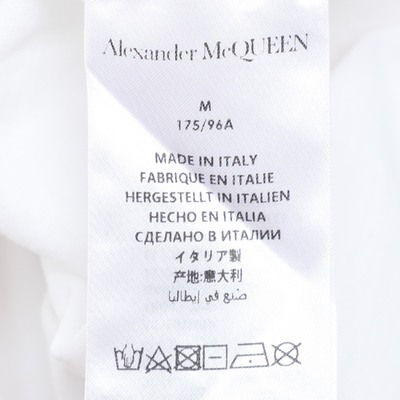 Alexander McQUEEN
M
175/96A
MADE IN ITALY
FABRIQUE EN ITALIE
HERGESTELLT IN ITALIEN
HECHO EN ITALIA
СДЕЛАНО В ИТАЛИИ
イタリア製
产地:意大利
صنع في إيطاليا